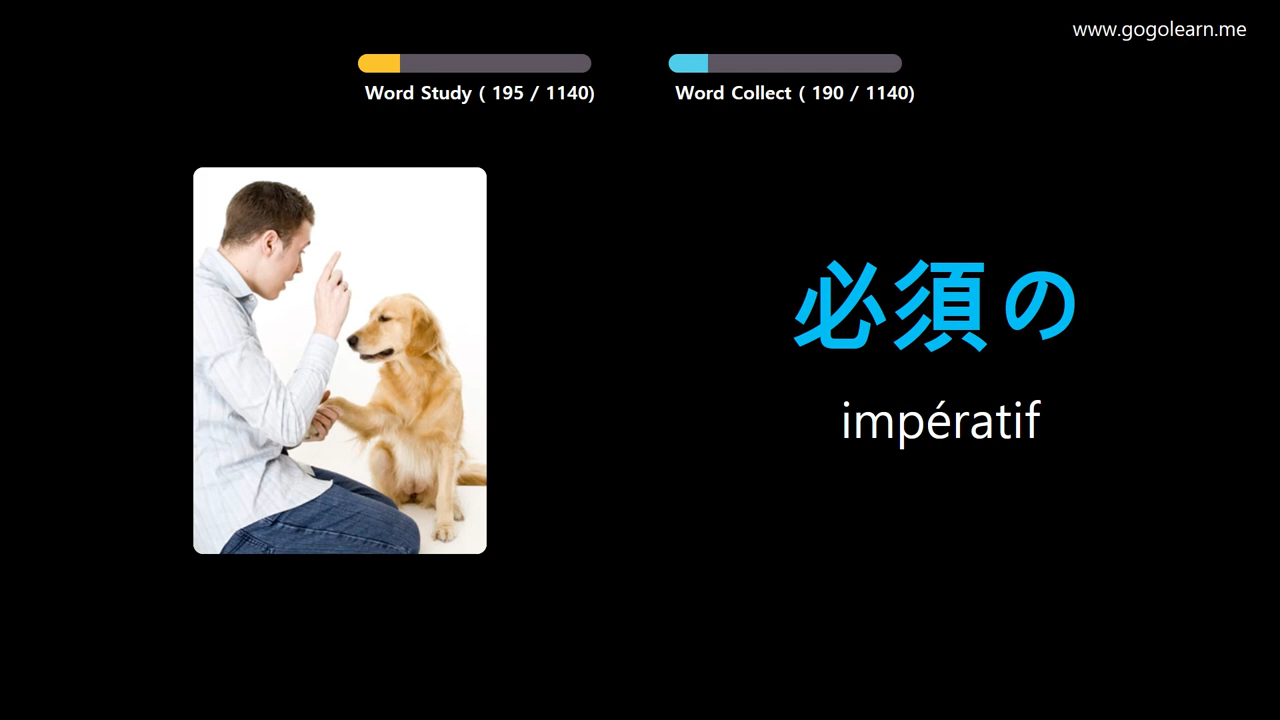 www.gogolearn.me
Word Study ( 195 / 1140)
Word Collect ( 190 / 1140)
必須の
impératif